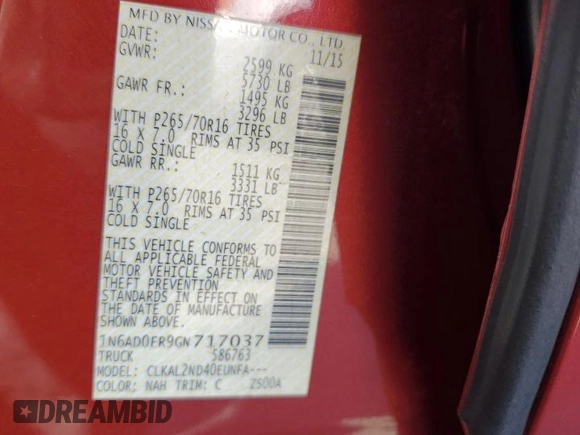 MFD BY NISSAN MOTOR CO., LTD.
DATE: 11/15
GVWR: 2599 KG
5730 LB
GAWR FR.: 1495 KG
3296 LB
WITH P265/70R16 TIRES
16 X 7.0 RIMS AT 35 PSI
COLD SINGLE
GAWR RR.: 1511 KG
3331 LB
WITH P265/70R16 TIRES
16 X 7.0 RIMS AT 35 PSI
COLD SINGLE
THIS VEHICLE CONFORMS TO
ALL APPLICABLE FEDERAL
MOTOR VEHICLE SAFETY AND
THEFT PREVENTION
STANDARDS IN EFFECT ON
THE DATE OF MANUFACTURE
SHOWN ABOVE.
1N6AD0ER9GN717037
TRUCK 586763
MODEL: CLKAL2ND40EUNFA---
COLOR: NAH TRIM: C 2500A
DREAMBID